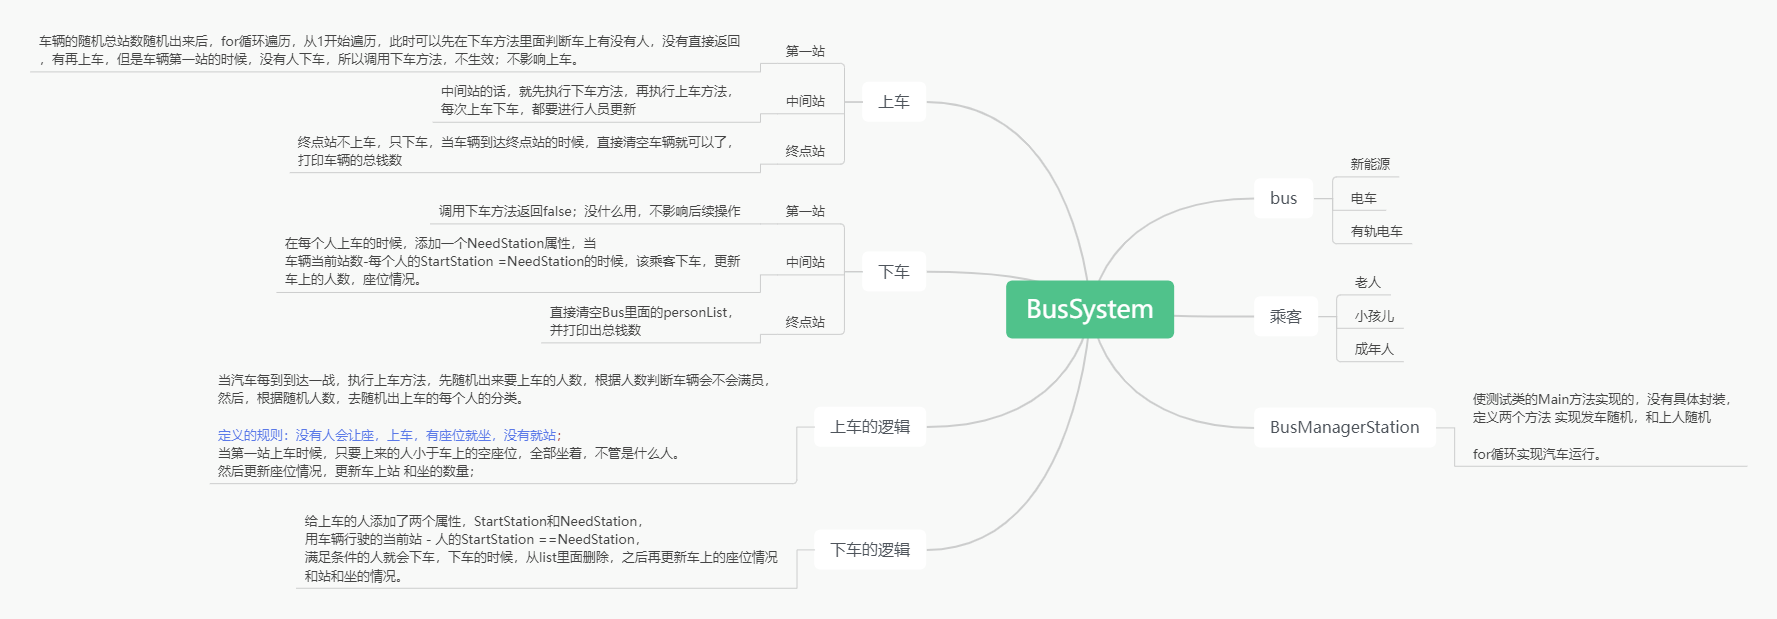 BusSystem
上车
第一站
车辆的随机总站数随机出来后，for循环遍历，从1开始遍历，此时可以先在下车方法里面判断车上有没有人，没有直接返回
，有再上车，但是车辆第一站的时候，没有人下车，所以调用下车方法，不生效；不影响上车。
中间站
中间站的话，就先执行下车方法，再执行上车方法，
每次上车下车，都要进行人员更新
终点站
终点站不上车，只下车，当车辆到达终点站的时候，直接清空车辆就可以了，
打印车辆的总钱数
下车
第一站
调用下车方法返回false；没什么用，不影响后续操作
中间站
在每个人上车的时候，添加一个NeedStation属性，当
车辆当前站数-每个人的StartStation =NeedStation的时候，该乘客下车，更新
车上的人数，座位情况。
终点站
直接清空Bus里面的personList，
并打印出总钱数
上车的逻辑
当汽车每到到达一战，执行上车方法，先随机出来要上车的人数，根据人数判断车辆会不会满员，
然后，根据随机人数，去随机出上车的每个人的分类。
定义的规则：没有人会让座，上车，有座位就坐，没有就站；
当第一站上车时候，只要上来的人小于车上的空座位，全部坐着，不管是什么人。
然后更新座位情况，更新车上站 和坐的数量；
下车的逻辑
给上车的人添加了两个属性，StartStation和NeedStation，
用车辆行驶的当前站 - 人的StartStation ==NeedStation，
满足条件的人就会下车，下车的时候，从list里面删除，之后再更新车上的座位情况
和站和坐的情况。
bus
新能源
电车
有轨电车
乘客
老人
小孩儿
成年人
BusManagerStation
使测试类的Main方法实现的，没有具体封装，
定义两个方法 实现发车随机，和上人随机
for循环实现汽车运行。